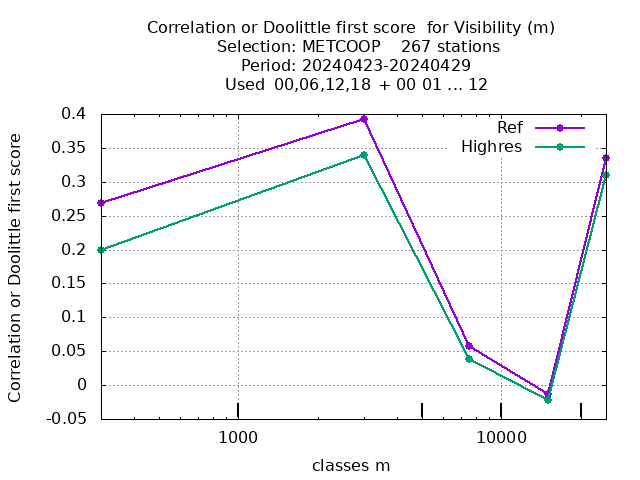 Correlation or Doolittle first score  for Visibility (m)
Selection: METCOOP    267 stations
Period: 20240423-20240429
Used  00,06,12,18 + 00 01 ... 12
Ref
Highres
0.4
0.35
0.3
0.25
0.2
0.15
0.1
0.05
0
-0.05
Correlation or Doolittle first score
1000
10000
classes m